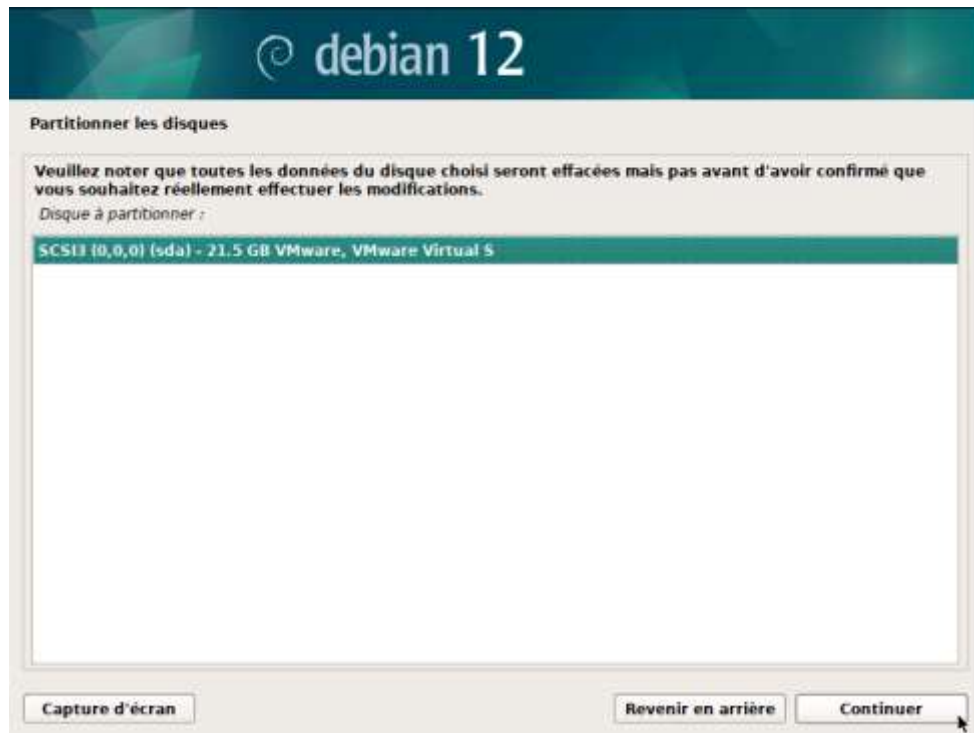 debian 12
Partitionner les disques
Veuillez noter que toutes les données du disque choisi seront effacées mais pas avant d'avoir confirmé que
vous souhaitez réellement effectuer les modifications.
Disque à partitionner :
SCSI3 (0,0,0) (sda) - 21.5 GB VMware, VMware Virtual S
Capture d'écran
Revenir en arrière
Continuer